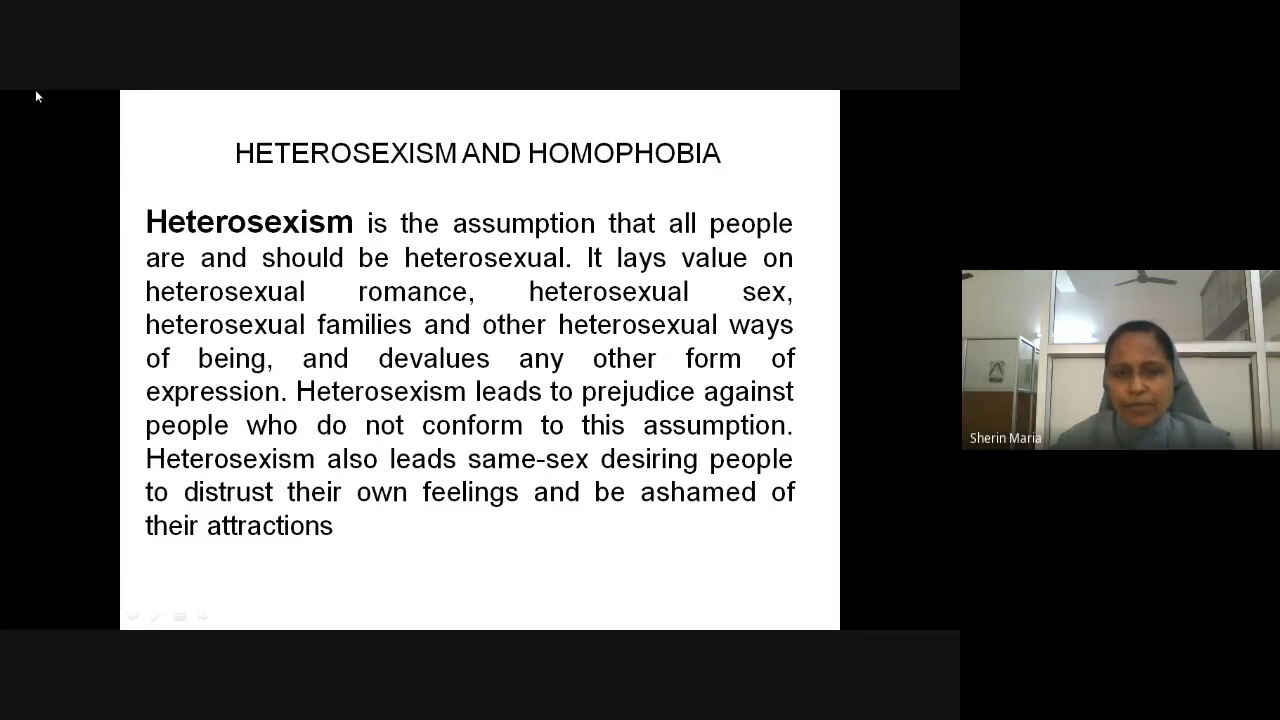 HETEROSEXISM AND HOMOPHOBIA
Heterosexism is the assumption that all people
are and should be heterosexual. It lays value on
heterosexual romance, heterosexual sex,
heterosexual families and other heterosexual ways
of being, and devalues any other form of
expression. Heterosexism leads to prejudice against
people who do not conform to this assumption.
Heterosexism also leads same-sex desiring people
to distrust their own feelings and be ashamed of
their attractions
Sherin Maria